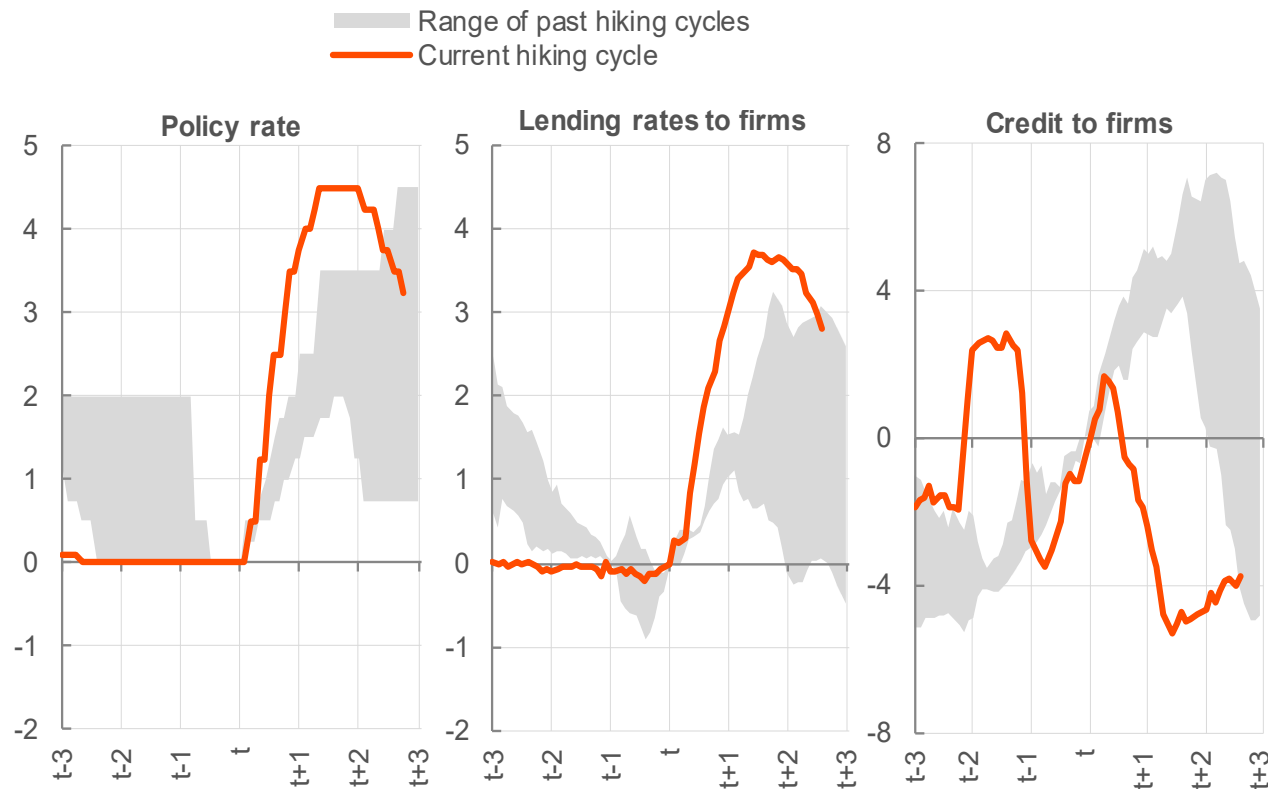 Range of past hiking cycles
Current hiking cycle
Policy rate
5
4
3
2
1
0
-1
-2
t-3
t-2
t-1
t
t+1
t+2
t+3
Lending rates to firms
5
4
3
2
1
0
-1
-2
t-3
t-2
t-1
t
t+1
t+2
t+3
Credit to firms
8
4
0
-4
-8
t-3
t-2
t-1
t
t+1
t+2
t+3